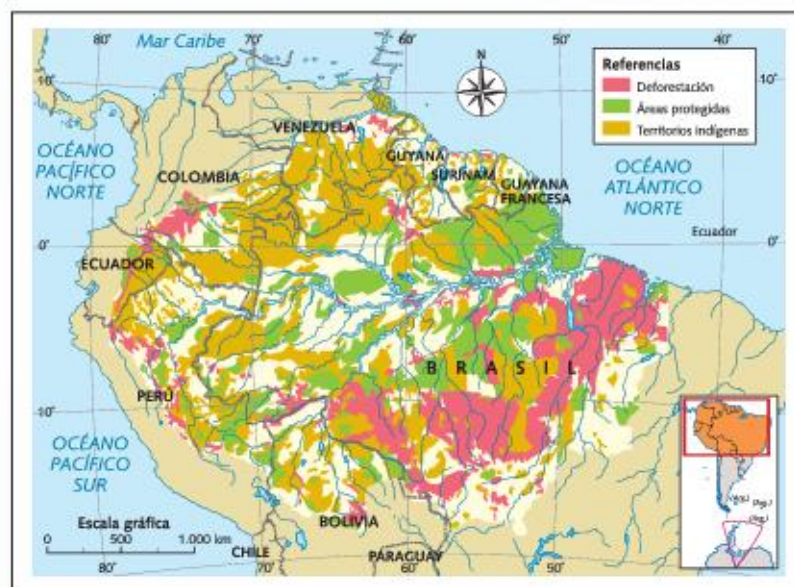 80°
Mar Caribe
70°
60°
50°
40°
N
Referencias
Deforestación
Áreas protegidas
Territorios indígenas
10°
10°
VENEZUELA
OCÉANO
PACÍFICO
NORTE
COLOMBIA
GUYANA
SURINAM
GUAYANA
FRANCESA
OCÉANO
ATLÁNTICO
NORTE
Ecuador
0°
0°
ECUADOR
BRASIL
PERÚ
10°
OCÉANO
PACÍFICO
SUR
Escala gráfica
0 500 1.000 km
BOLIVIA
CHILE
PARAGUAY
80°
70°
60°
50°